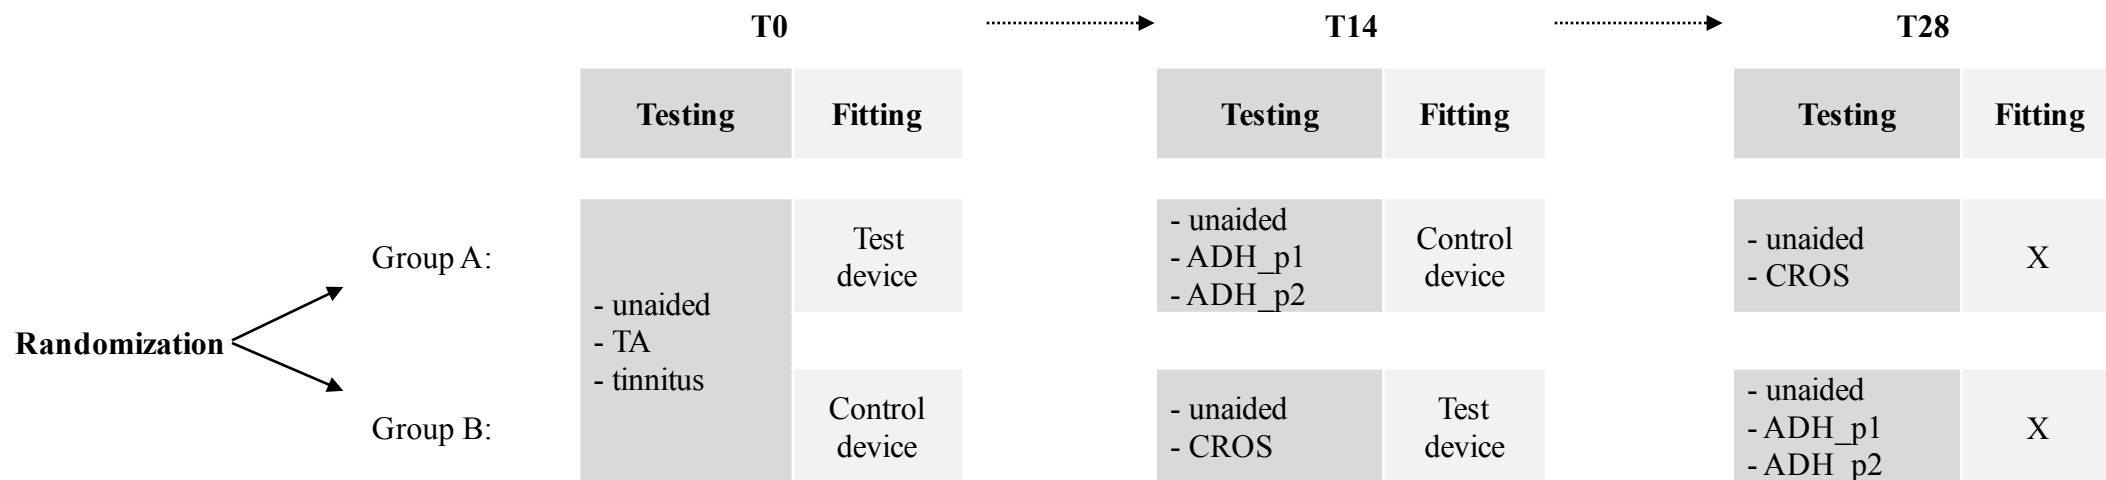 T0 T14 T28
Testing Fitting Testing Fitting Testing Fitting
Randomization
Group A:
- unaided
- TA
- tinnitus
Test
device
- unaided
- ADH_p1
- ADH_p2
Control
device
- unaided
- CROS
X
Group B:
Control
device
- unaided
- CROS
Test
device
- unaided
- ADH_p1
- ADH_p2
X